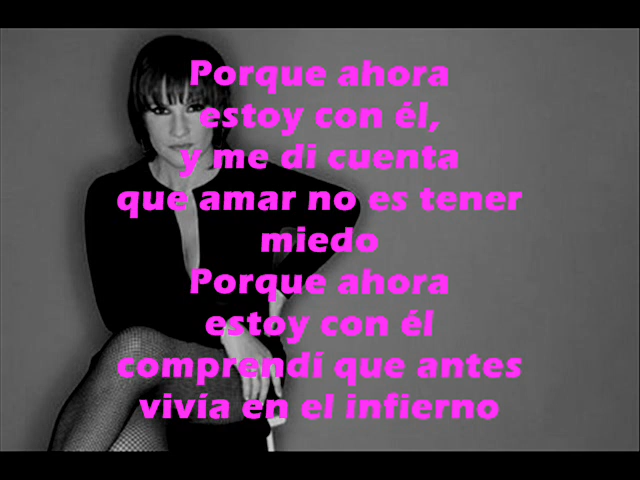 Porque ahora
estoy con él,
y me di cuenta
que amar no es tener
miedo
Porque ahora
estoy con él
comprendí que antes
vivía en el infierno